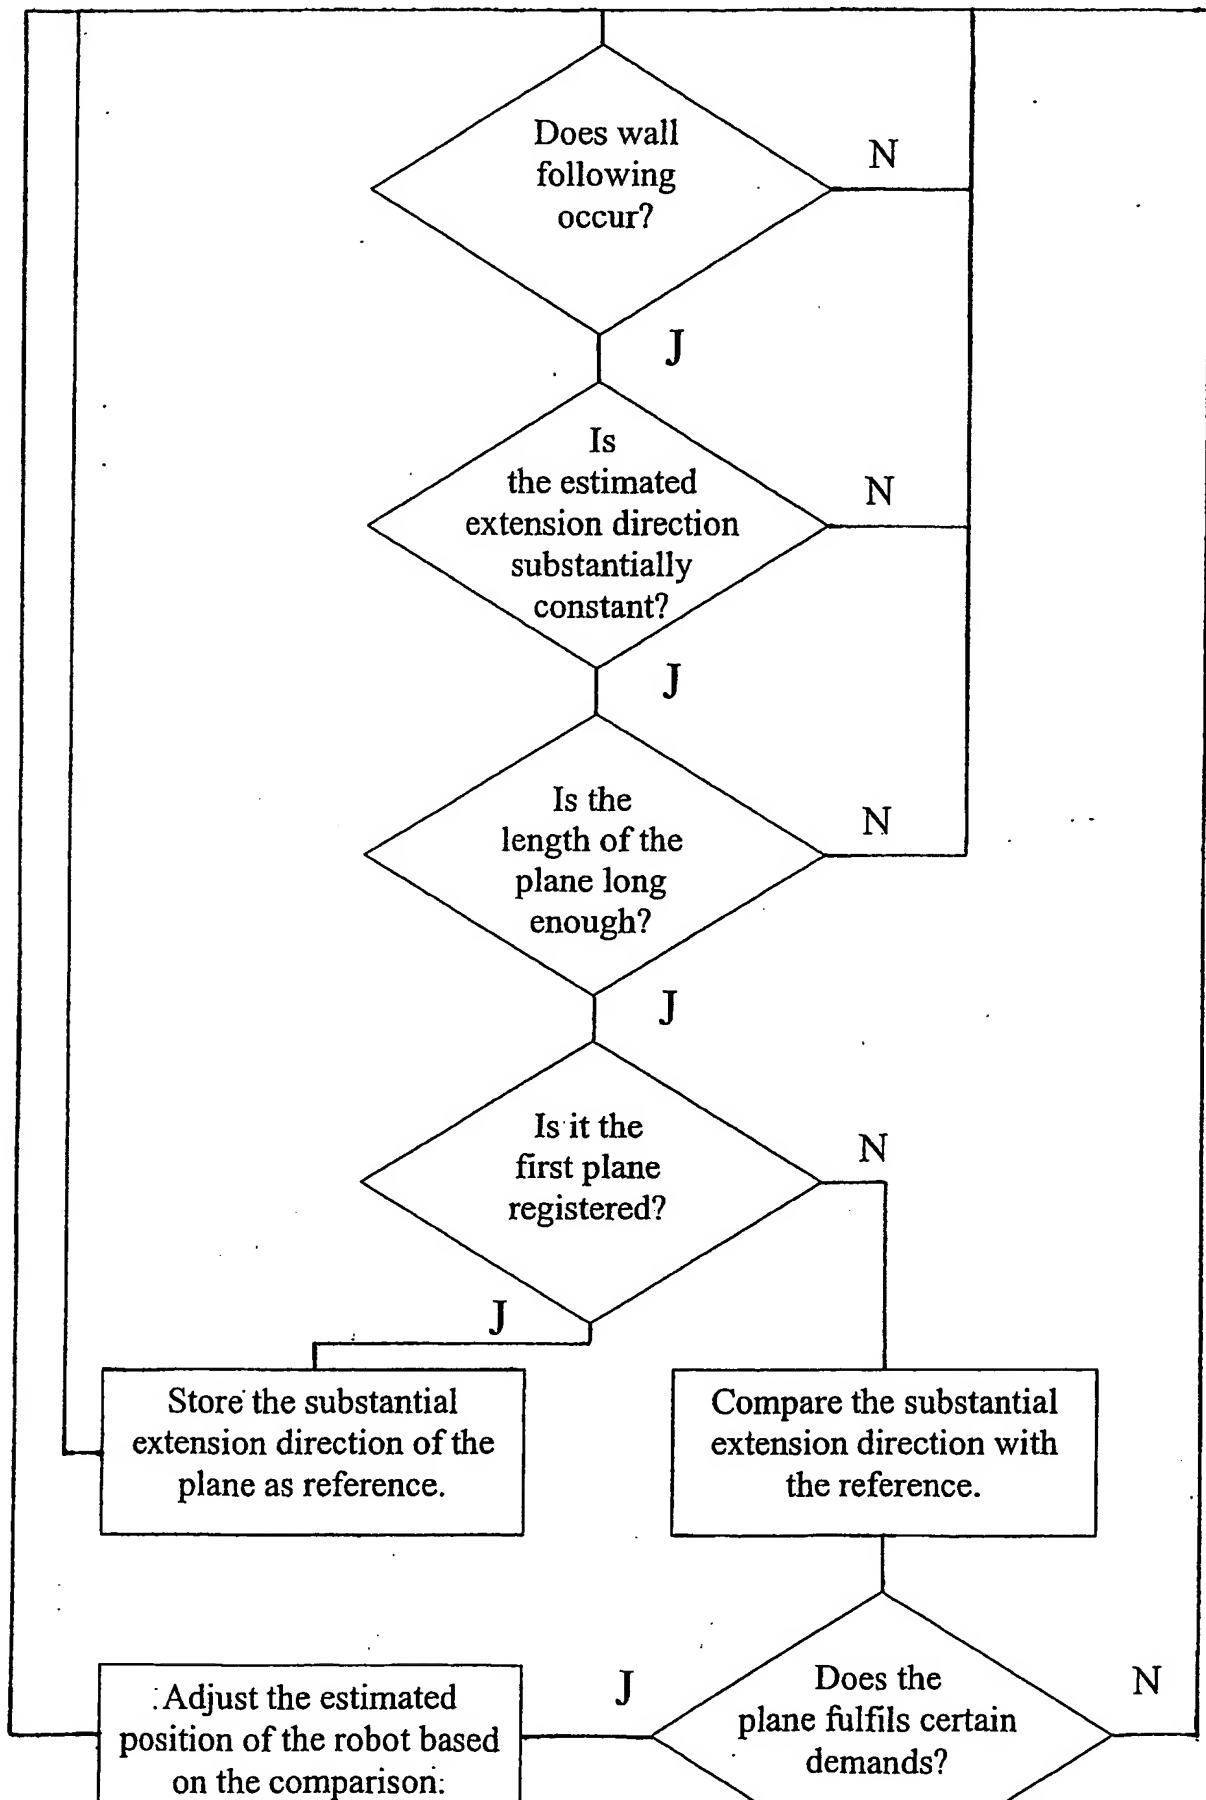 Does wall
following
occur?
N
J
Is
the estimated
extension direction
substantially
constant?
N
J
Is the
length of the
plane long
enough?
N
J
Is it the
first plane
registered?
N
J
Store the substantial
extension direction of the
plane as reference.
Compare the substantial
extension direction with
the reference.
Adjust the estimated
position of the robot based
on the comparison.
J
Does the
plane fulfils certain
demands?
N